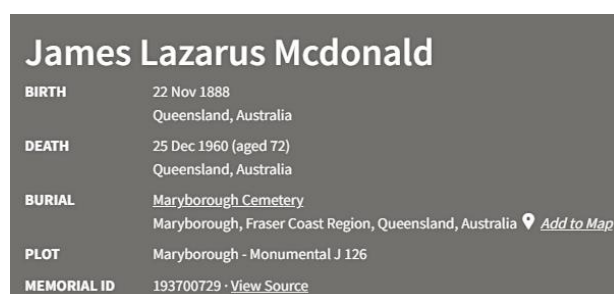 James Lazarus Mcdonald
BIRTH 22 Nov 1888
Queensland, Australia
DEATH 25 Dec 1960 (aged 72)
Queensland, Australia
BURIAL Maryborough Cemetery
Maryborough, Fraser Coast Region, Queensland, Australia Add to Map
PLOT Maryborough - Monumental J 126
MEMORIAL ID 193700729 · View Source